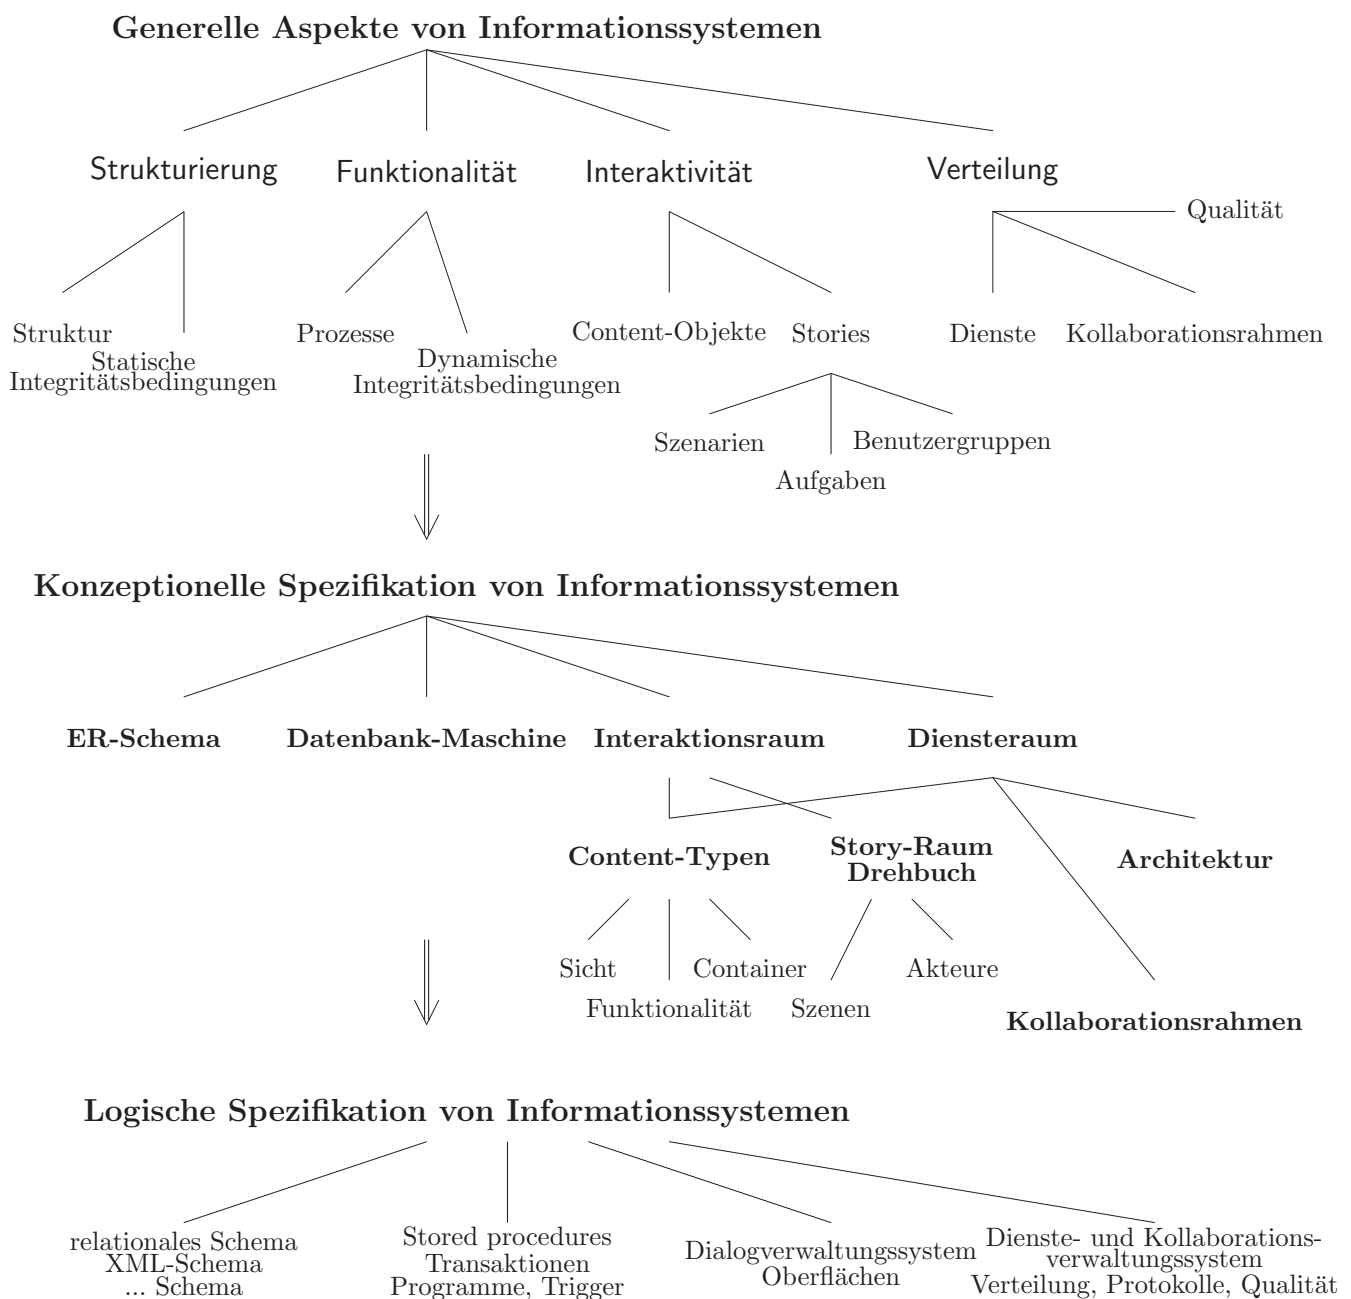 Generelle Aspekte von Informationssystemen
Strukturierung
Funktionalität
Interaktivität
Verteilung
Qualität
Struktur
Statische
Integritätsbedingungen
Prozesse
Dynamische
Integritätsbedingungen
Content-Objekte
Stories
Dienste
Kollaborationsrahmen
Szenarien
Aufgaben
Benutzergruppen
Konzeptionelle Spezifikation von Informationssystemen
ER-Schema
Datenbank-Maschine
Interaktionsraum
Diensteraum
Content-Typen
Story-Raum
Drehbuch
Architektur
Sicht
Funktionalität
Container
Szenen
Akteure
Kollaborationsrahmen
Logische Spezifikation von Informationssystemen
relationales Schema
XML-Schema
... Schema
Stored procedures
Transaktionen
Programme, Trigger
Dialogverwaltungssystem
Oberflächen
Dienste- und Kollaborations-
verwaltungssystem
Verteilung, Protokolle, Qualität